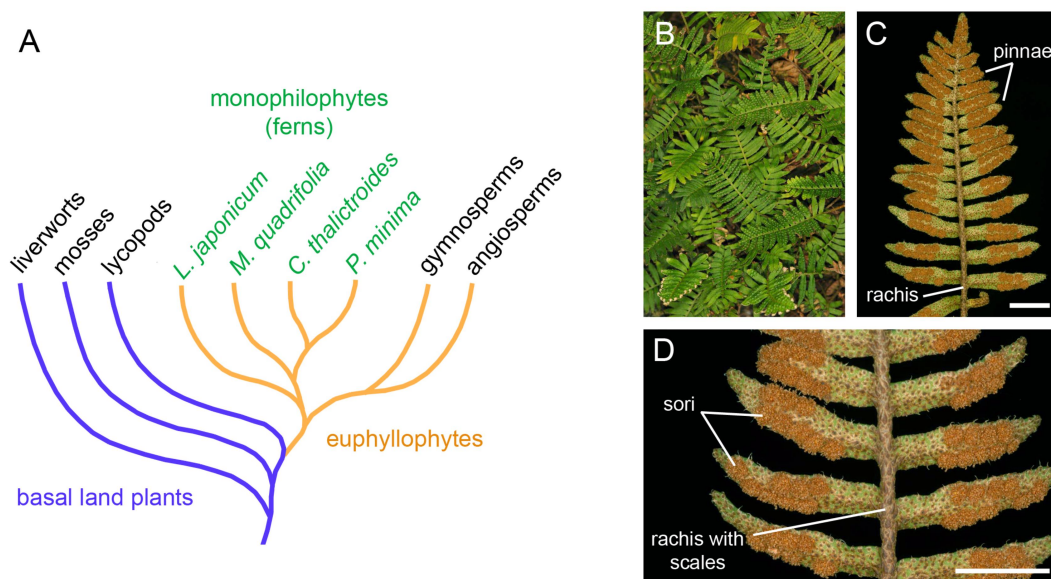 A
monophilophytes
(ferns)
liverworts
mosses
lycopods
L. japonicum
M. quadrifolia
C. thalictroides
P. minima
gymnosperms
angiosperms
euphyllophytes
basal land plants
B
C
pinnae
rachis
D
sori
rachis with
scales